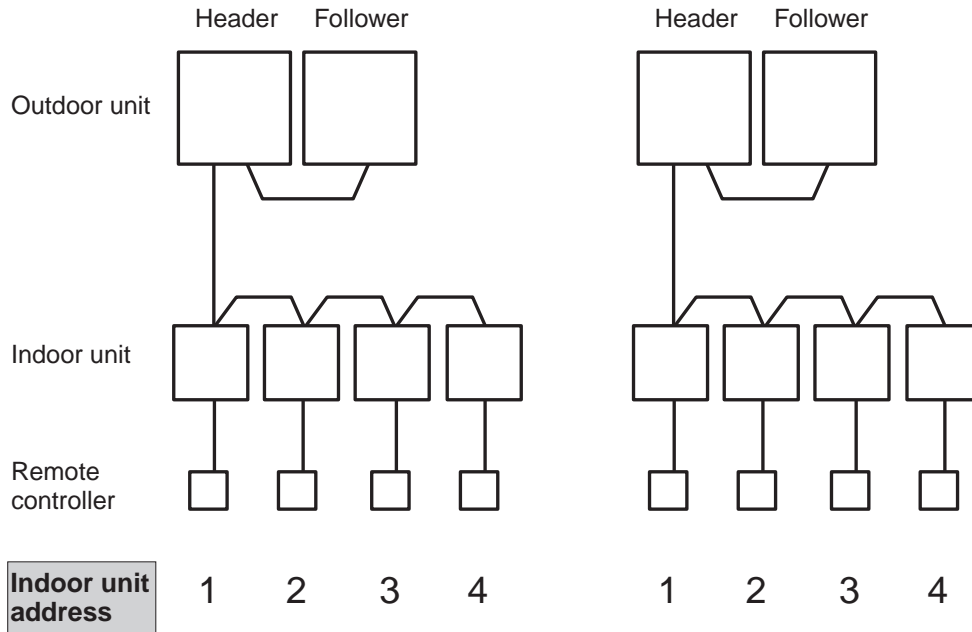 Header Follower Header Follower
Outdoor unit
Indoor unit
Remote
controller
Indoor unit
address
1 2 3 4 1 2 3 4